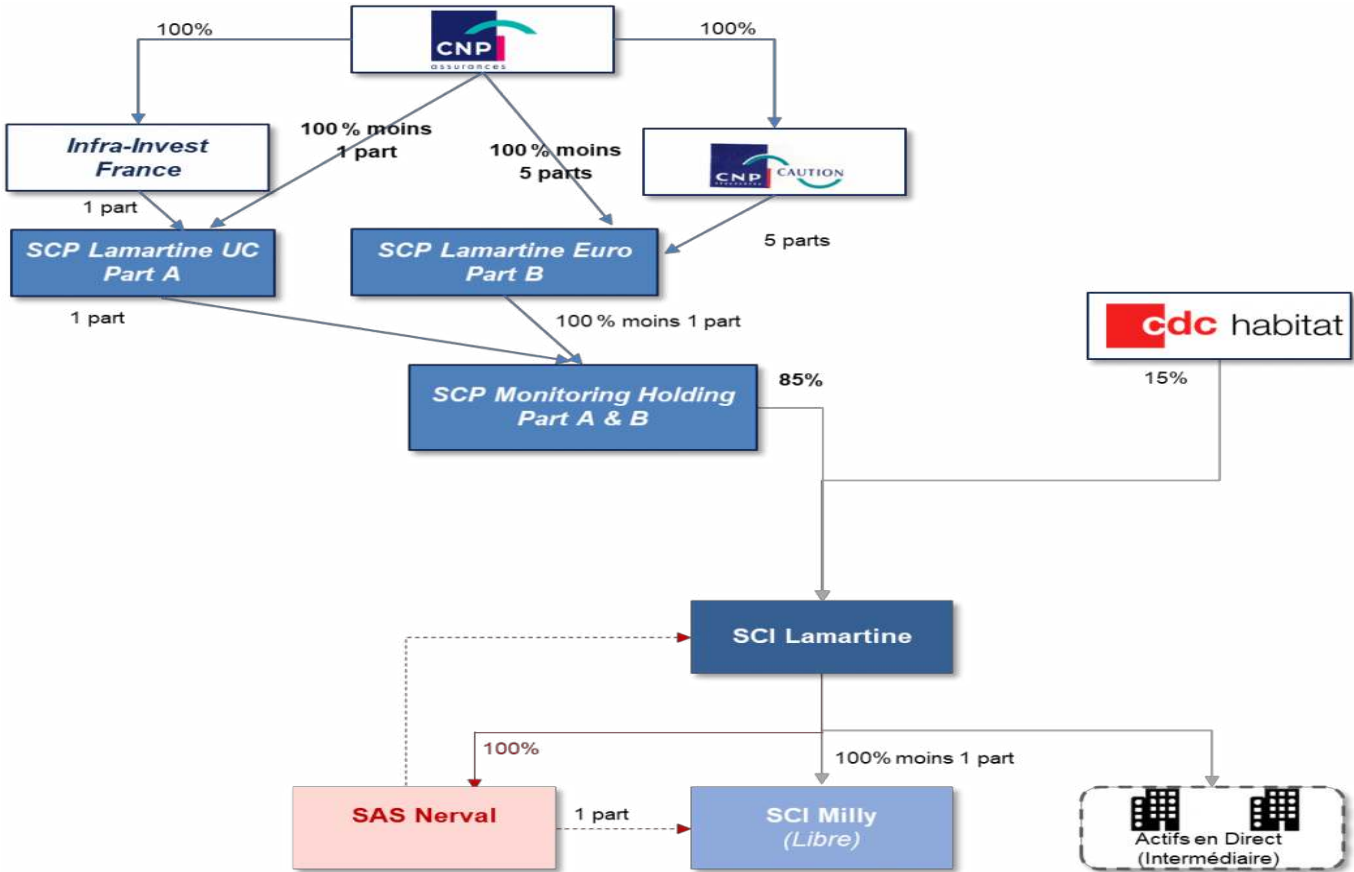 100%
CNP
assurances
100%
Infra-Invest
France
100 % moins
1 part
100 % moins
5 parts
CNP CAUTION
1 part
5 parts
SCP Lamartine UC
Part A
SCP Lamartine Euro
Part B
1 part
100 % moins 1 part
cdc habitat
SCP Monitoring Holding
Part A & B
85%
15%
SCI Lamartine
100%
100% moins 1 part
SAS Nerval
1 part
SCI Milly
(Libre)
Actifs en Direct
(Intermédiaire)